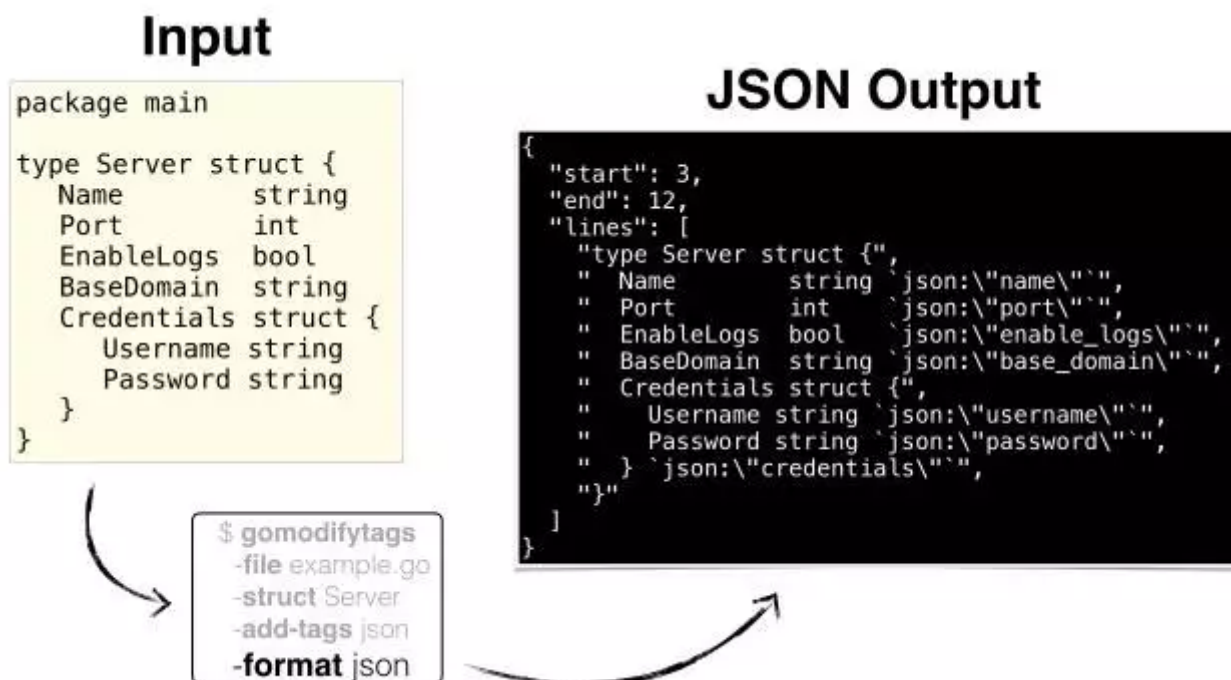 Input
package main
type Server struct {
Name string
Port int
EnableLogs bool
BaseDomain string
Credentials struct {
Username string
Password string
}
}
$ gomodifytags
-file example.go
-struct Server
-add-tags json
-format json
JSON Output
{
"start": 3,
"end": 12,
"lines": [
"type Server struct {",
"  Name        string `json:\"name\"`",
"  Port        int    `json:\"port\"`",
"  EnableLogs  bool   `json:\"enable_logs\"`",
"  BaseDomain  string `json:\"base_domain\"`",
"  Credentials struct {",
"    Username string `json:\"username\"`",
"    Password string `json:\"password\"`",
"  } `json:\"credentials\"`",
"}"
]
}